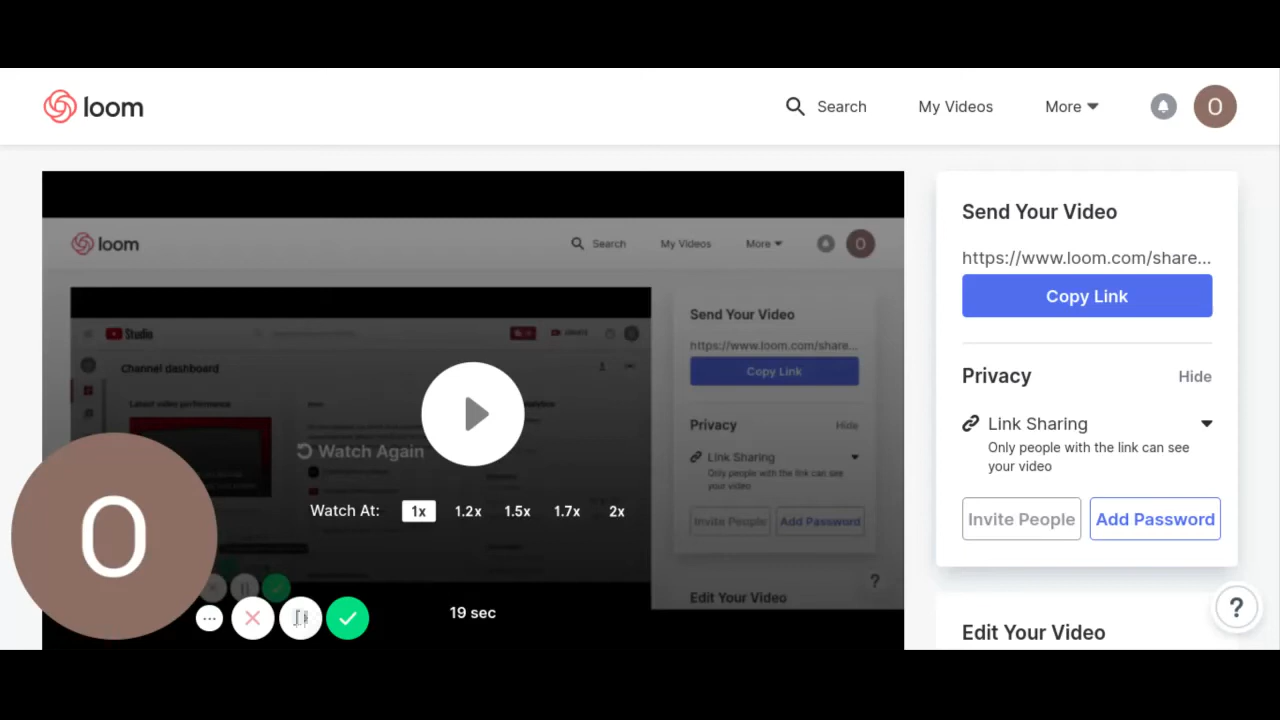 loom
Search
My Videos
More
O
Send Your Video
https://www.loom.com/share...
Copy Link
Privacy
Hide
Link Sharing
Only people with the link can see
your video
Invite People
Add Password
Edit Your Video
?
loom
Search
My Videos
More
O
Studio
Channel dashboard
Latest video performance
Watch Again
Watch At:
1x
1.2x
1.5x
1.7x
2x
19 sec
Send Your Video
https://www.loom.com/share...
Copy Link
Privacy
Hide
Link Sharing
Only people with the link can see
your video
Invite People
Add Password
?
Edit Your Video
O